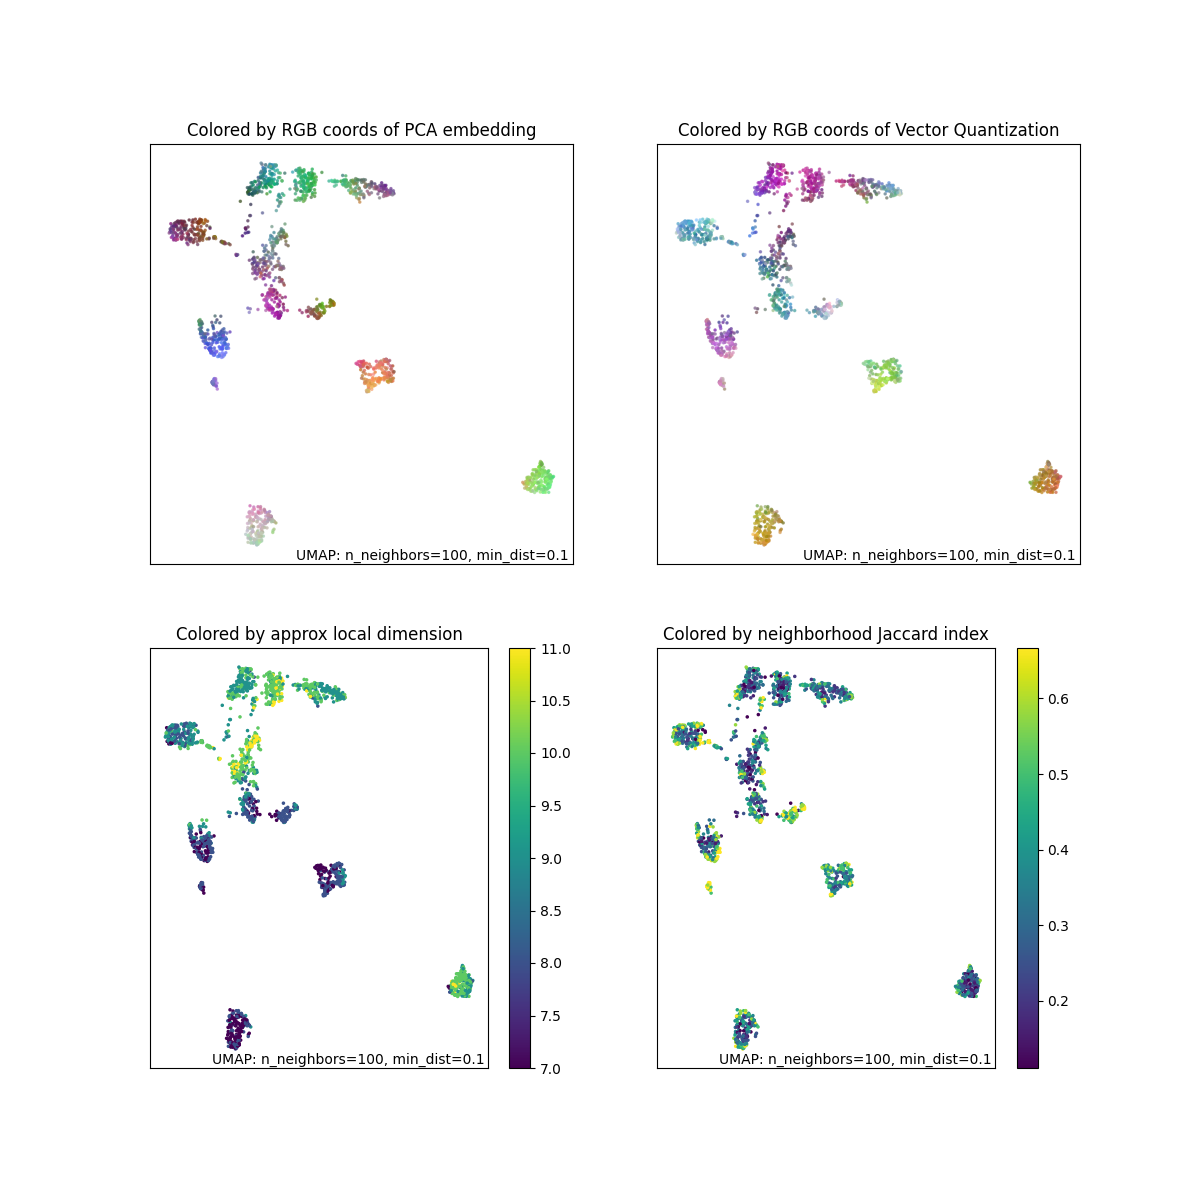 Colored by RGB coords of PCA embedding
UMAP: n_neighbors=100, min_dist=0.1
Colored by RGB coords of Vector Quantization
UMAP: n_neighbors=100, min_dist=0.1
Colored by approx local dimension
UMAP: n_neighbors=100, min_dist=0.1
11.0
10.5
10.0
9.5
9.0
8.5
8.0
7.5
7.0
Colored by neighborhood Jaccard index
UMAP: n_neighbors=100, min_dist=0.1
0.6
0.5
0.4
0.3
0.2